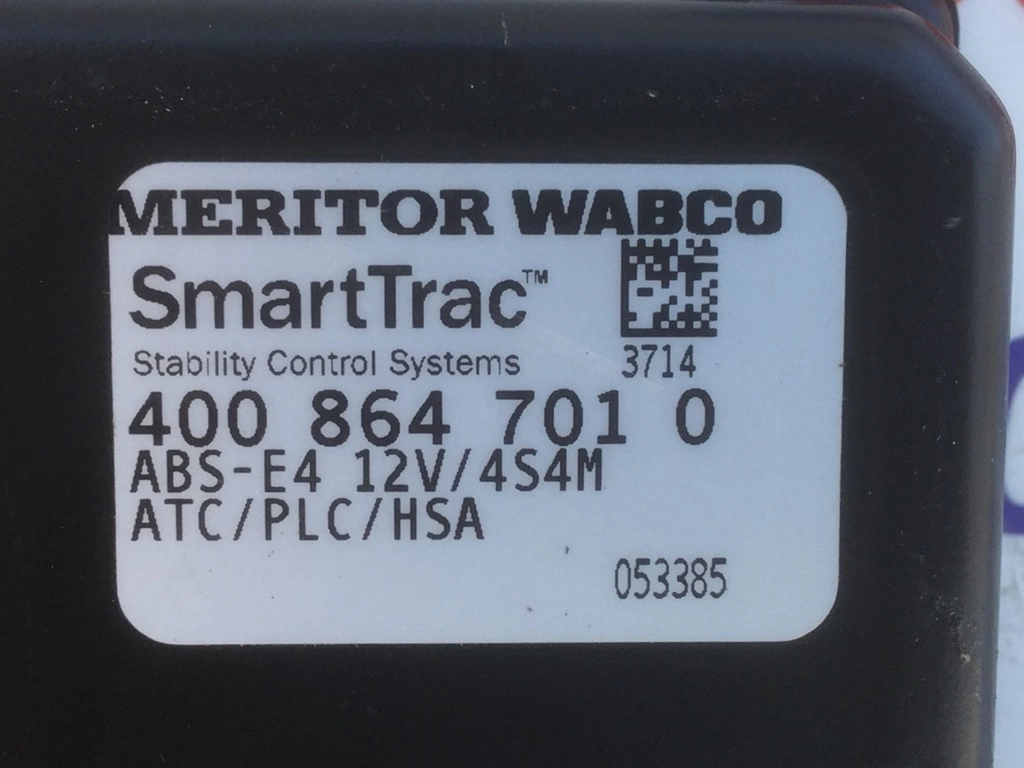 MERITOR WABCO
SmartTrac™
Stability Control Systems
3714
400 864 701 0
ABS-E4 12V/4S4M
ATC/PLC/HSA
053385